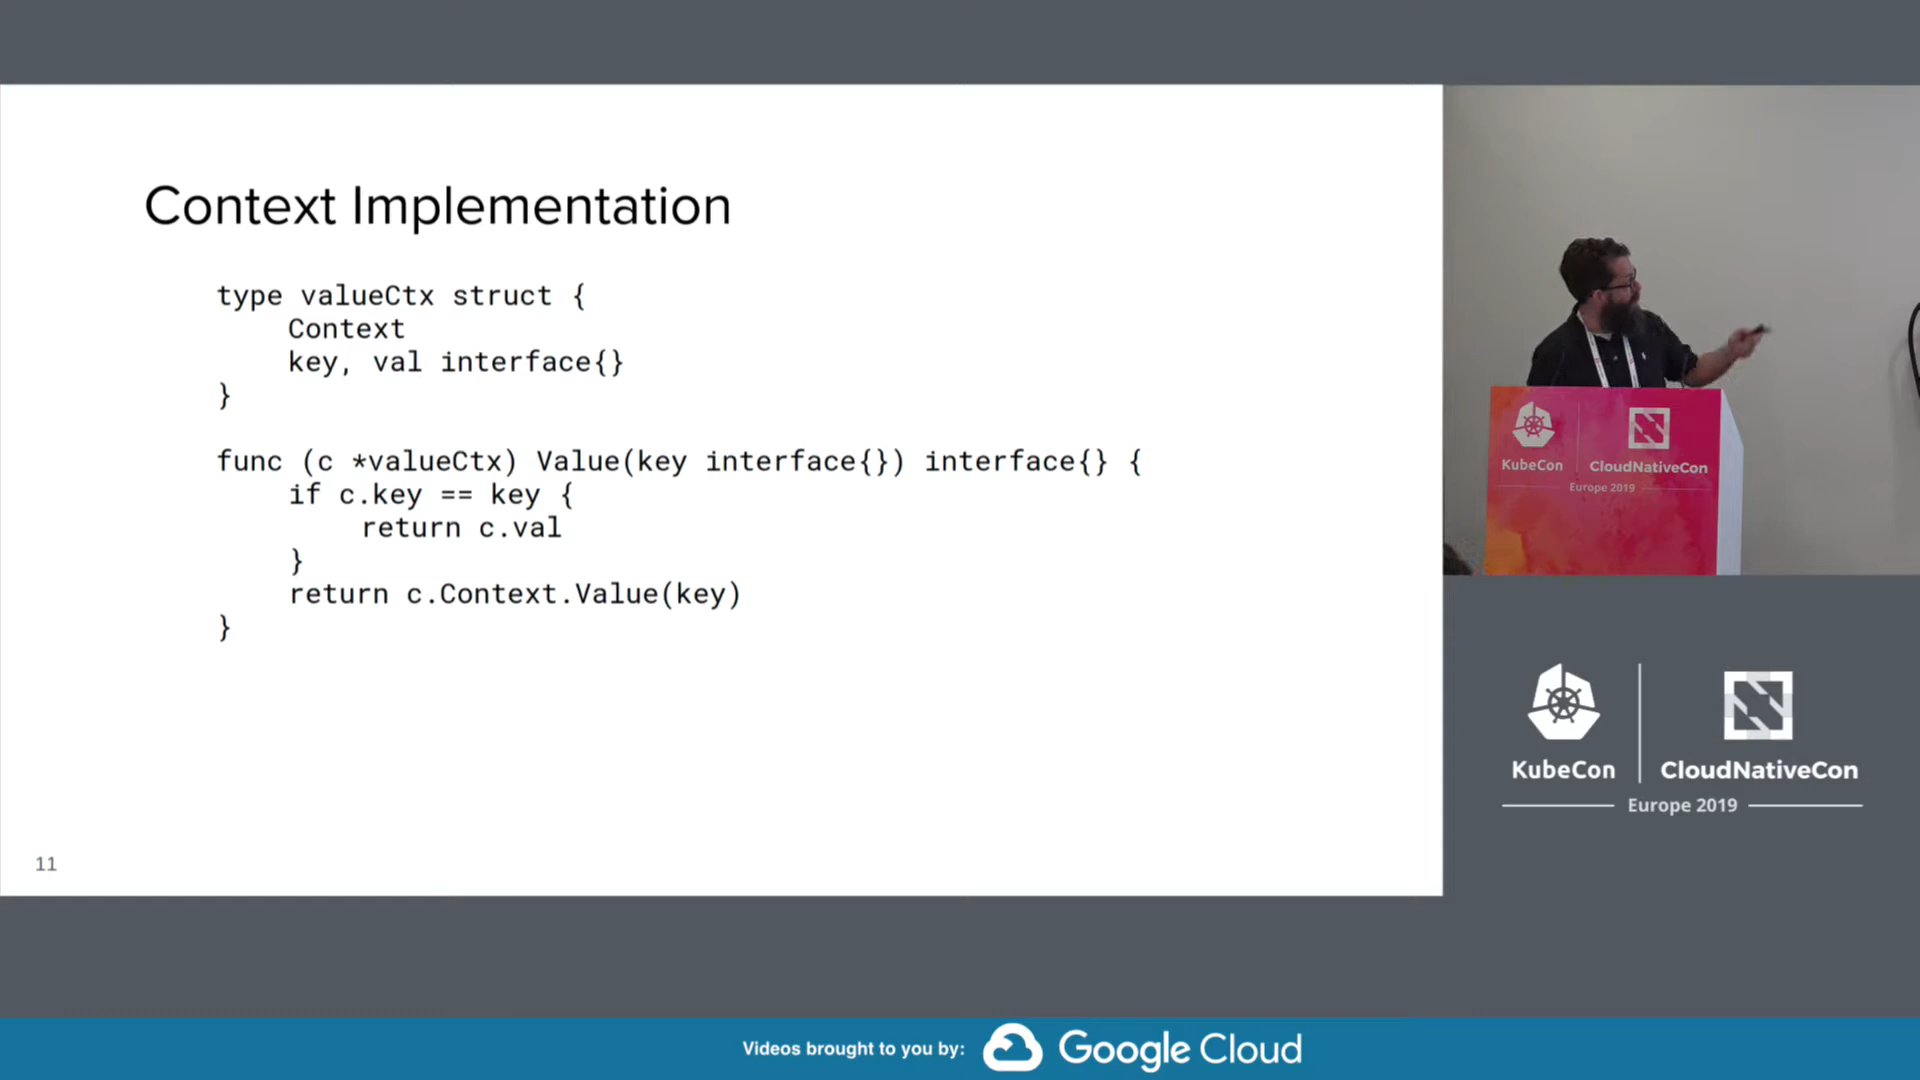 Context Implementation
type valueCtx struct {
Context
key, val interface{}
}
func (c *valueCtx) Value(key interface{}) interface{} {
if c.key == key {
return c.val
}
return c.Context.Value(key)
}
11
KubeCon
CloudNativeCon
Europe 2019
KubeCon
CloudNativeCon
Europe 2019
Videos brought to you by:
Google Cloud